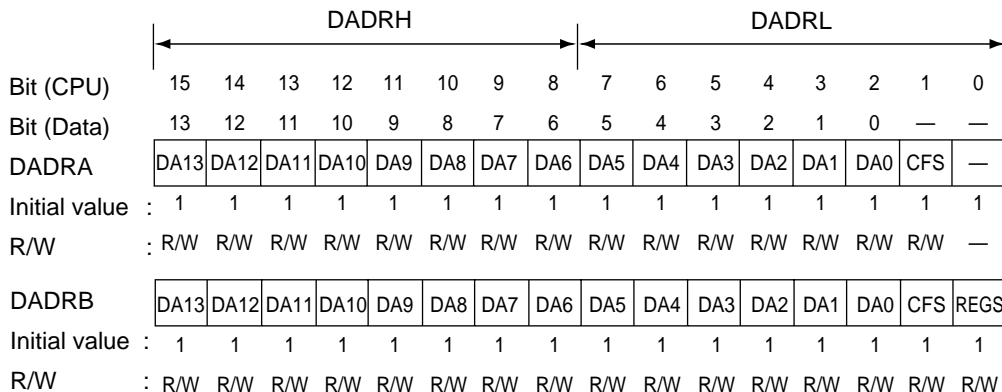 DADRH DADRL
Bit (CPU) 15 14 13 12 11 10 9 8 7 6 5 4 3 2 1 0
Bit (Data) 13 12 11 10 9 8 7 6 5 4 3 2 1 0 — —
DADRA DA13 DA12 DA11 DA10 DA9 DA8 DA7 DA6 DA5 DA4 DA3 DA2 DA1 DA0 CFS —
Initial value : 1 1 1 1 1 1 1 1 1 1 1 1 1 1 1 1
R/W : R/W R/W R/W R/W R/W R/W R/W R/W R/W R/W R/W R/W R/W R/W R/W —
DADRB DA13 DA12 DA11 DA10 DA9 DA8 DA7 DA6 DA5 DA4 DA3 DA2 DA1 DA0 CFS REGS
Initial value : 1 1 1 1 1 1 1 1 1 1 1 1 1 1 1 1
R/W : R/W R/W R/W R/W R/W R/W R/W R/W R/W R/W R/W R/W R/W R/W R/W R/W